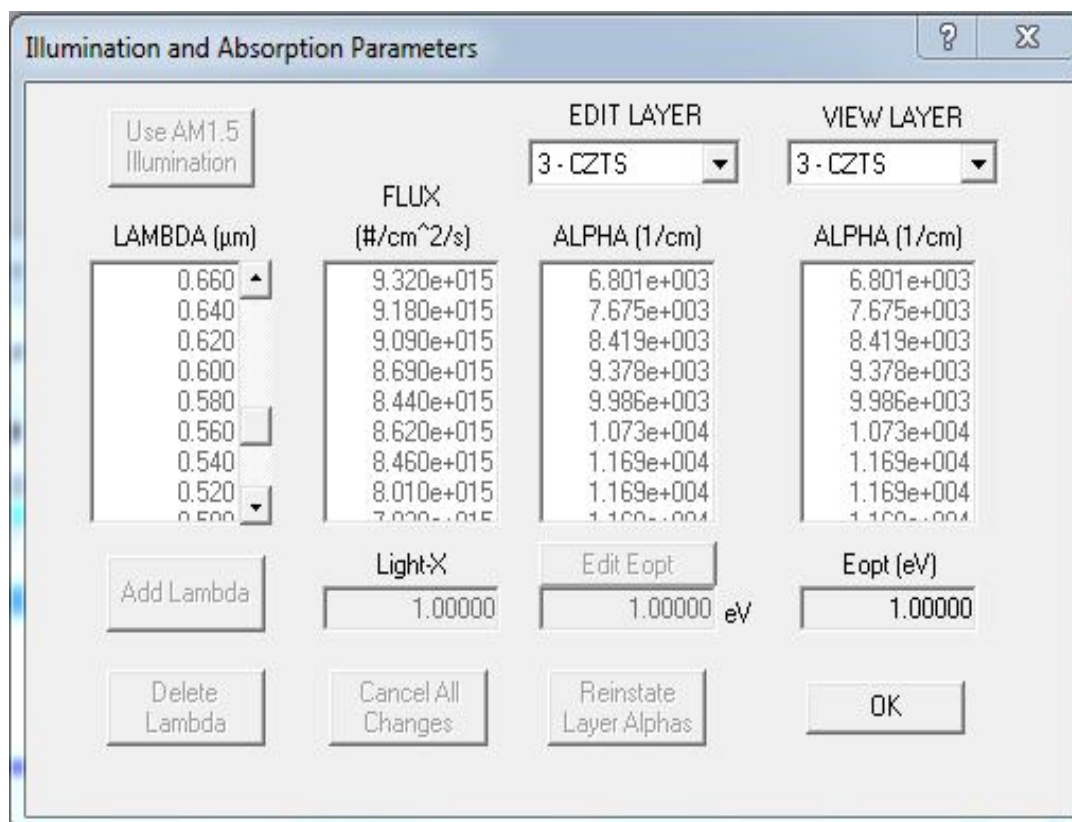 Illumination and Absorption Parameters
Use AM1.5
Illumination
EDIT LAYER
VIEW LAYER
3 - CZTS
3 - CZTS
FLUX
LAMBDA (µm) (#/cm^2/s) ALPHA (1/cm) ALPHA (1/cm)
0.660 9.320e+015 6.801e+003 6.801e+003
0.640 9.180e+015 7.675e+003 7.675e+003
0.620 9.090e+015 8.419e+003 8.419e+003
0.600 8.690e+015 9.378e+003 9.378e+003
0.580 8.440e+015 9.986e+003 9.986e+003
0.560 8.620e+015 1.073e+004 1.073e+004
0.540 8.460e+015 1.169e+004 1.169e+004
0.520 8.010e+015 1.169e+004 1.169e+004
Add Lambda
Light-X
1.00000
Edit Eopt
1.00000 eV
Eopt (eV)
1.00000
Delete
Lambda
Cancel All
Changes
Reinstate
Layer Alphas
OK